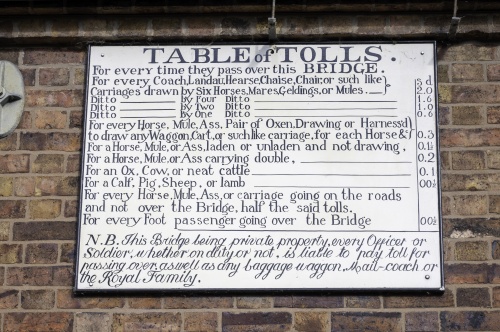 TABLE of TOLLS.
For every time they pass over this BRIDGE.
For every Coach, Landau, Hearse, Chaise, Chair, or such like s d
Carriages drawn by Six Horses, Mares, Geldings, or Mules. 2.0
Ditto by Four Ditto 1.6
Ditto by Two Ditto 1.0
Ditto by One Ditto 0.6
For every Horse, Mule, Ass, Pair of Oxen, Drawing or Harness'd
to draw any Waggon, Cart, or such like carriage, for each Horse &c 0.3
For a Horse, Mule, or Ass, laden or unladen and not drawing, 0.1½
For a Horse, Mule, or Ass carrying double, 0.2
For an Ox, Cow, or neat cattle 0.1
For a Calf, Pig, Sheep, or lamb 00½
For every Horse, Mule, Ass, or carriage going on the roads
and not over the Bridge, half the said tolls.
For every Foot passenger going over the Bridge 00½
N.B. This Bridge being private property, every Officer or
Soldier, whether on duty or not, is liable to pay toll for
passing over, as well as any baggage waggon, Mail-coach or
the Royal Family.